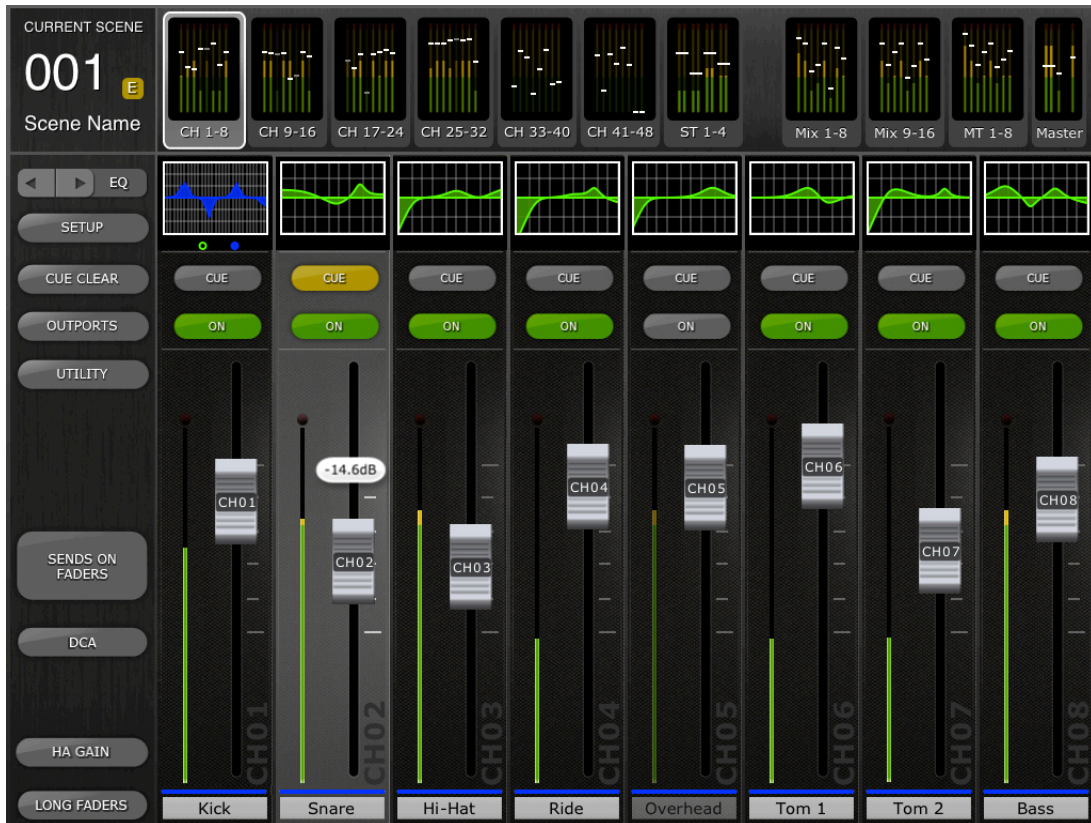 CURRENT SCENE
001 E
Scene Name
CH 1-8 CH 9-16 CH 17-24 CH 25-32 CH 33-40 CH 41-48 ST 1-4 Mix 1-8 Mix 9-16 MT 1-8 Master
EQ
SETUP
CUE CLEAR CUE CUE CUE CUE CUE CUE CUE CUE
OUTPORTS ON ON ON ON ON ON ON ON
UTILITY
-14.6dB
CH01 CH02 CH03 CH04 CH05 CH06 CH07 CH08
SENDS ON
FADERS
DCA
CH01 CH02 CH03 CH04 CH05 CH06 CH07 CH08
HA GAIN
LONG FADERS Kick Snare Hi-Hat Ride Overhead Tom 1 Tom 2 Bass